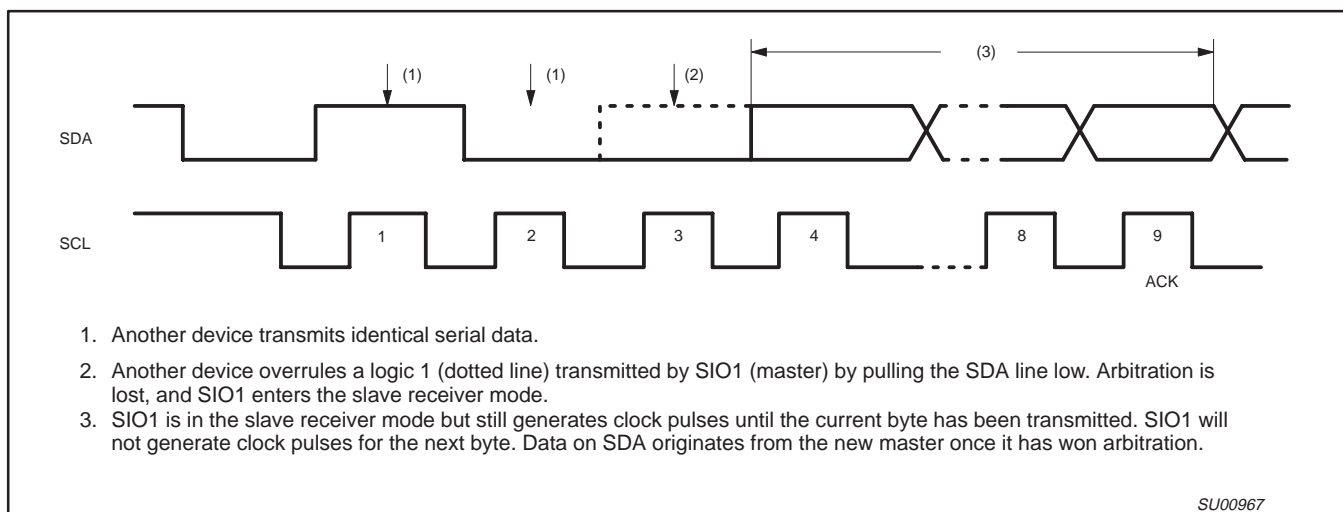 (3)
(1)
(1)
(2)
SDA
SCL
1
2
3
4
8
9
ACK
1. Another device transmits identical serial data.
2. Another device overrules a logic 1 (dotted line) transmitted by SIO1 (master) by pulling the SDA line low. Arbitration is
lost, and SIO1 enters the slave receiver mode.
3. SIO1 is in the slave receiver mode but still generates clock pulses until the current byte has been transmitted. SIO1 will
not generate clock pulses for the next byte. Data on SDA originates from the new master once it has won arbitration.
SU00967